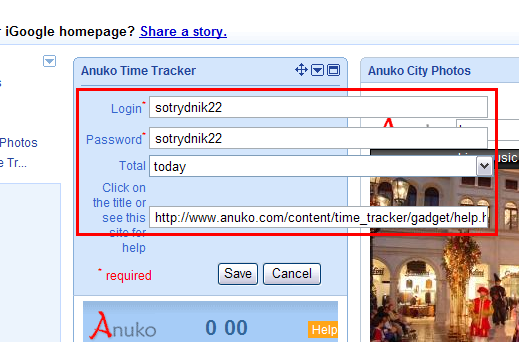 r iGoogle homepage? Share a story.
Anuko Time Tracker
Anuko City Photos
Photos
e Tr...
Login*
sotrydnik22
Password*
sotrydnik22
Total
today
Click on
the title or
see this
site for
help
http://www.anuko.com/content/time_tracker/gadget/help.h
* required
Save
Cancel
Anuko
0 00
Help